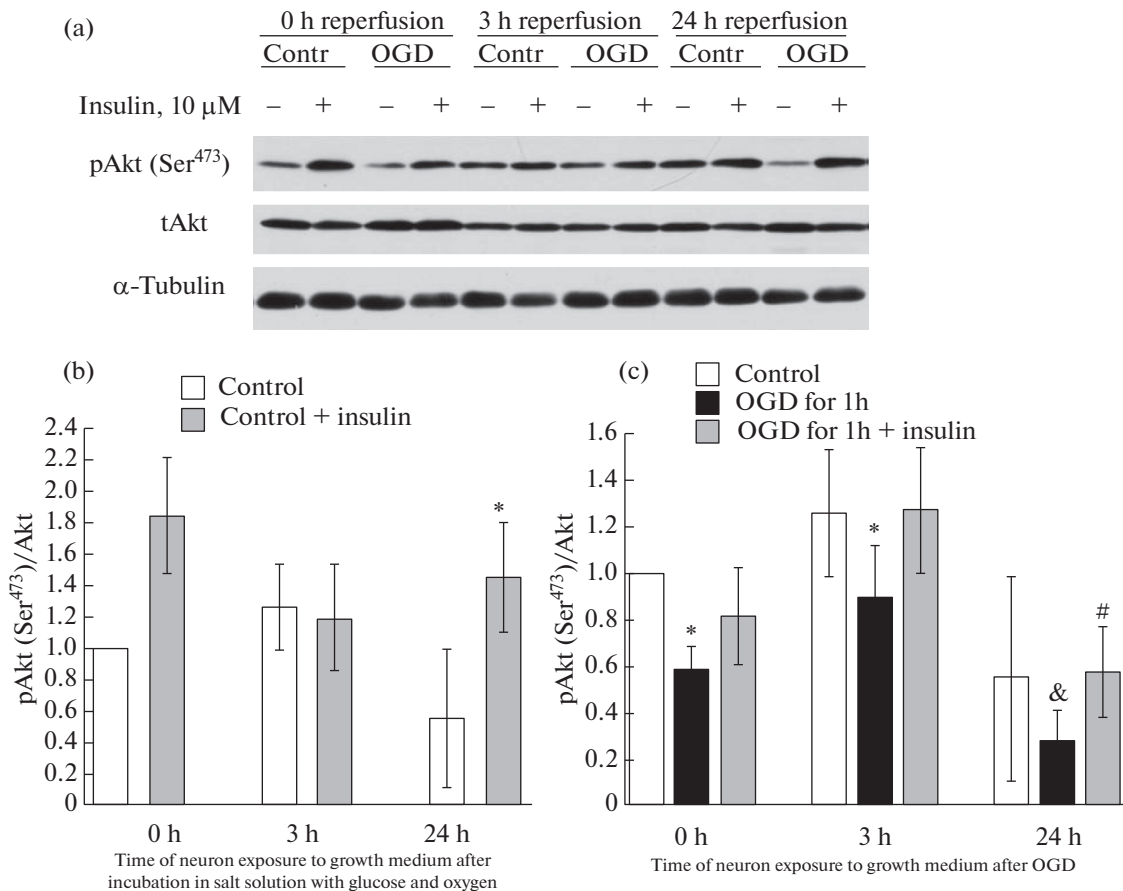 (a)
0 h reperfusion 3 h reperfusion 24 h reperfusion
Contr OGD Contr OGD Contr OGD
Insulin, 10 μM – + – + – + – + – + – +
pAkt (Ser473)
tAkt
α-Tubulin
(b)
Control
Control + insulin
pAkt (Ser473)/Akt
2.4
2.2
2.0
1.8
1.6
1.4
1.2
1.0
0.8
0.6
0.4
0.2
0
*
0 h 3 h 24 h
Time of neuron exposure to growth medium after
incubation in salt solution with glucose and oxygen
(c)
Control
OGD for 1h
OGD for 1h + insulin
pAkt (Ser473)/Akt
1.6
1.4
1.2
1.0
0.8
0.6
0.4
0.2
0
* * & #
0 h 3 h 24 h
Time of neuron exposure to growth medium after OGD